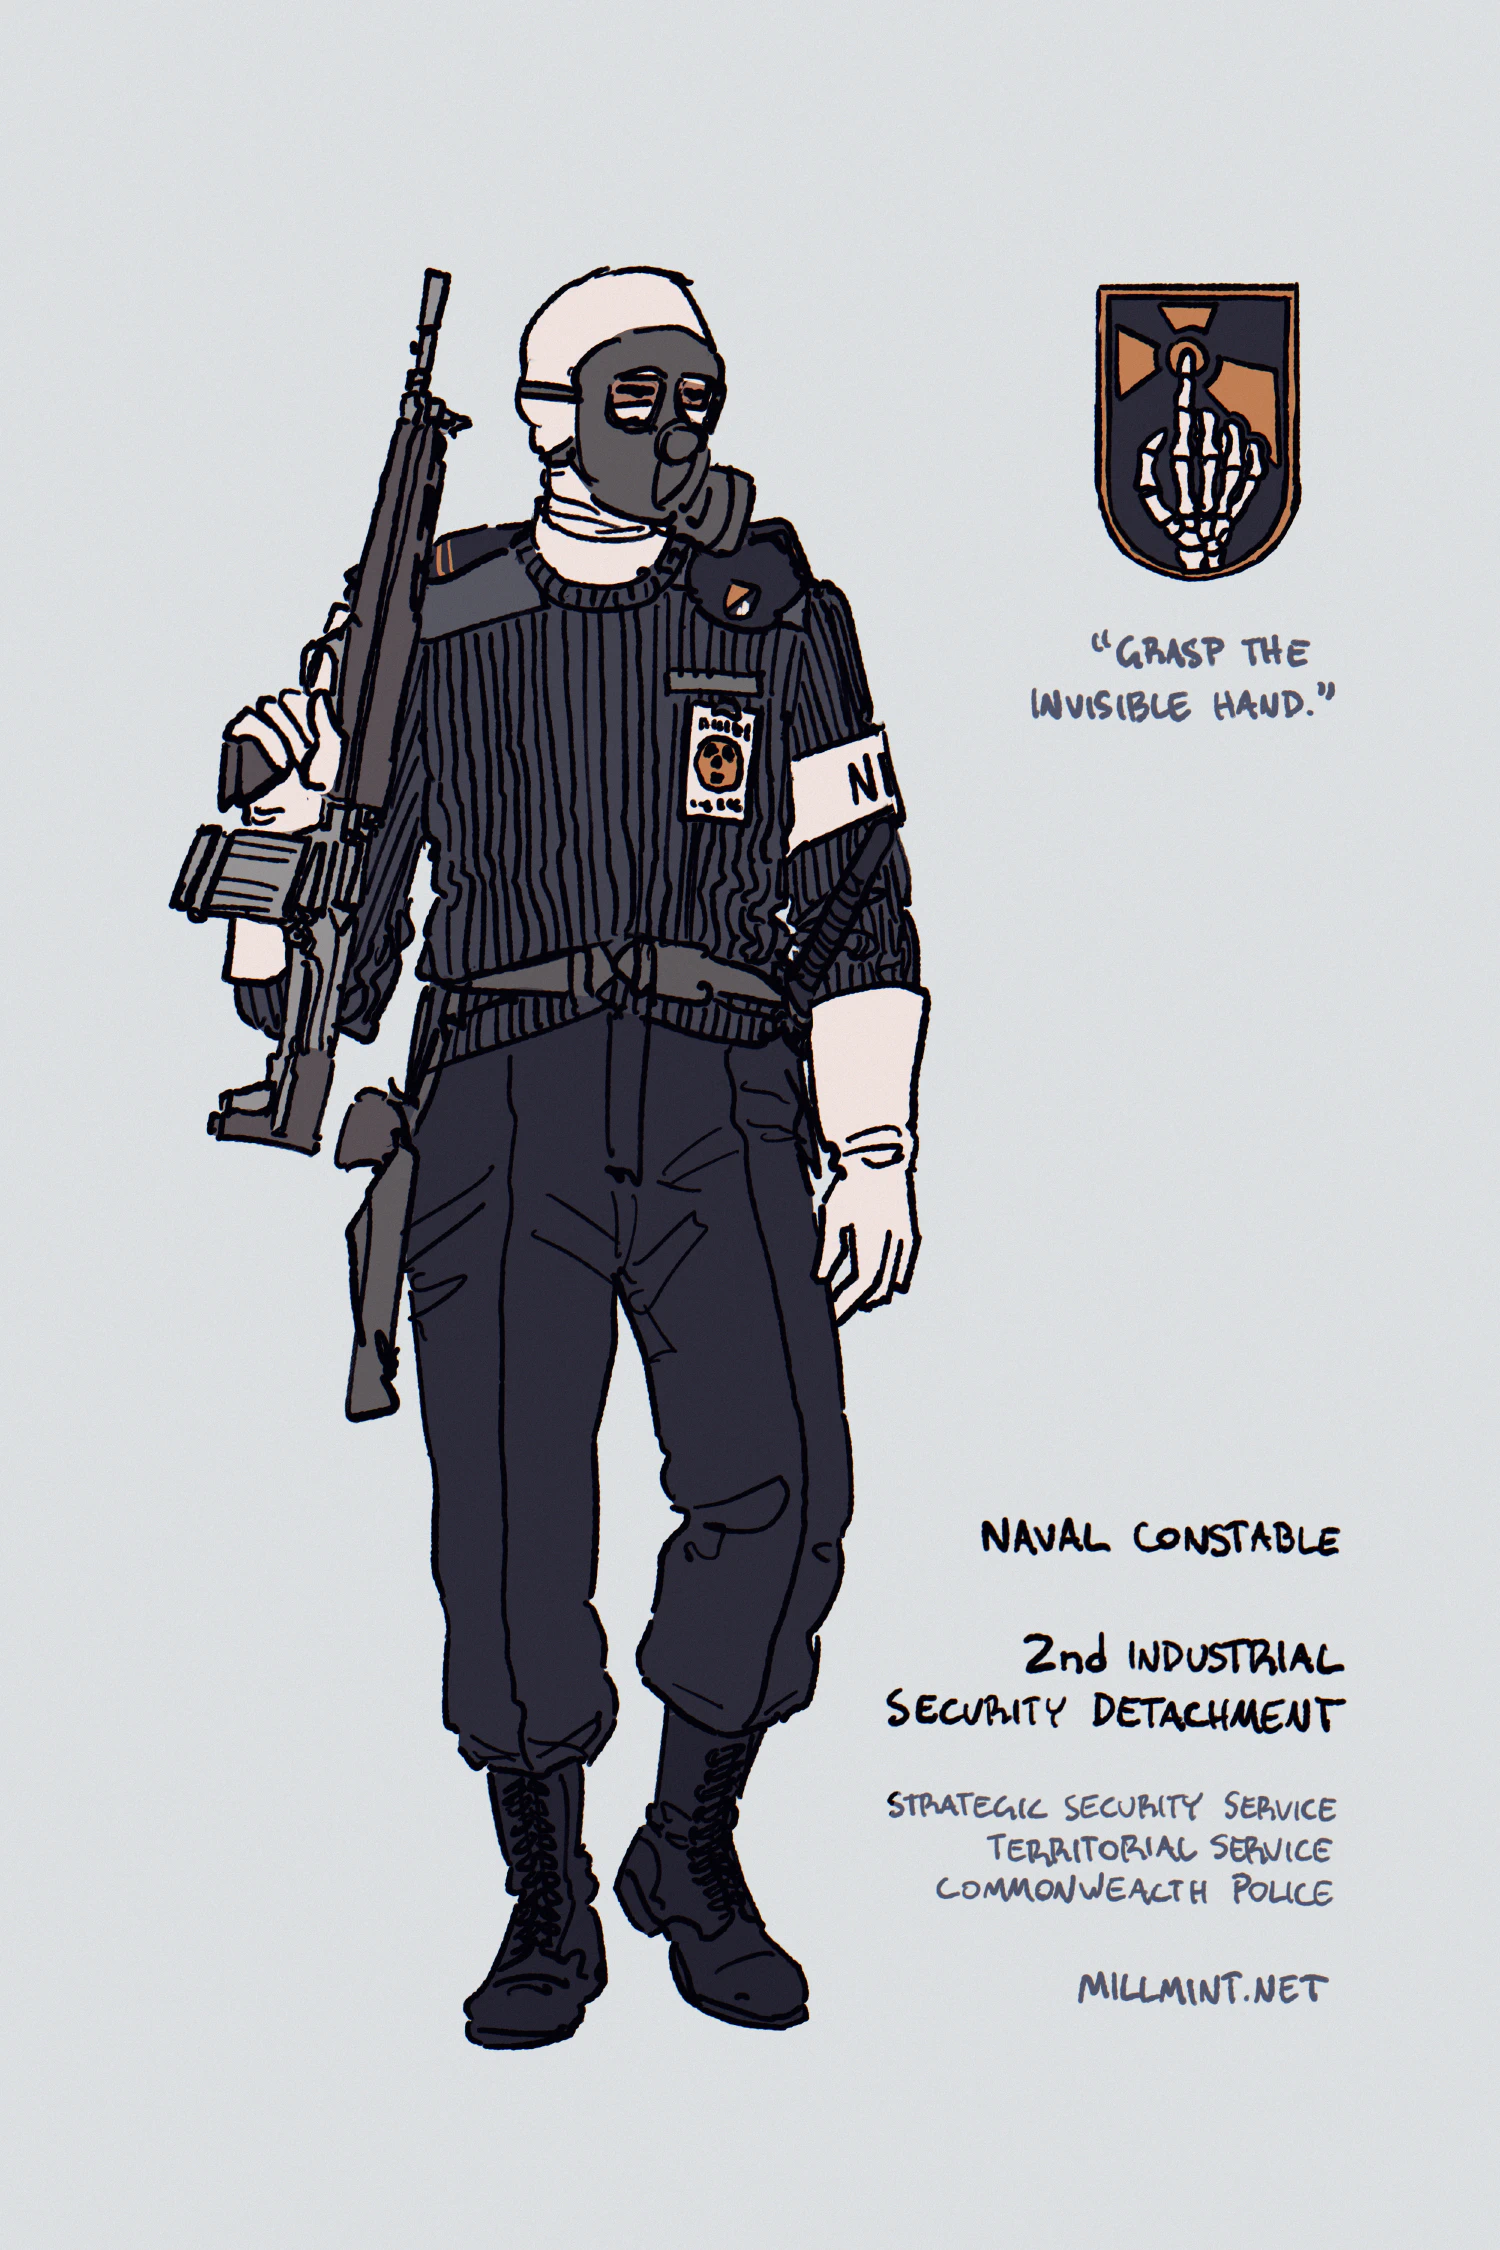 "GRASP THE
INVISIBLE HAND."
NAVAL CONSTABLE
2nd INDUSTRIAL
SECURITY DETACHMENT
STRATEGIC SECURITY SERVICE
TERRITORIAL SERVICE
COMMONWEALTH POLICE
MILLMINT.NET